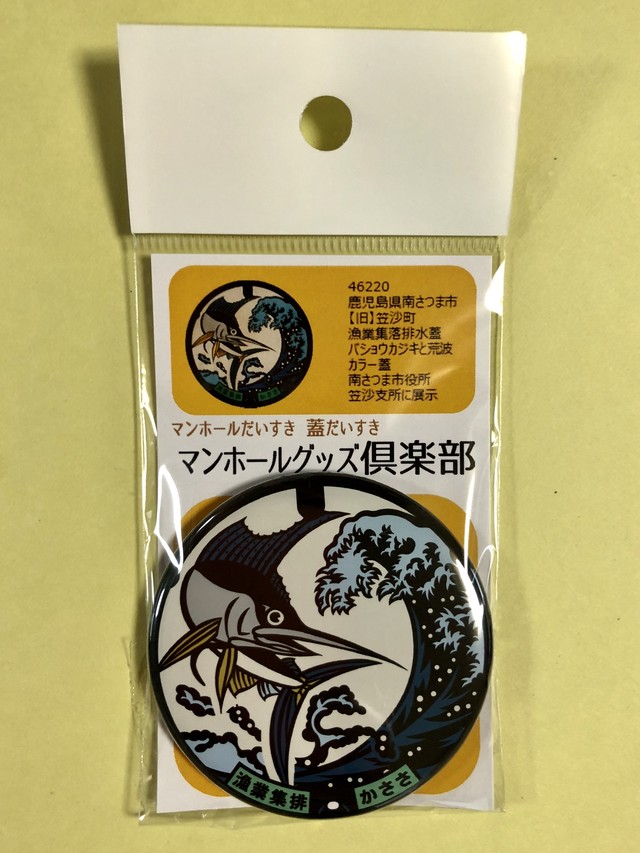 46220
鹿児島県南さつま市
【旧】笠沙町
漁業集落排水蓋
バショウカジキと荒波
カラー蓋
南さつま市役所
笠沙支所に展示
マンホールだいすき 蓋だいすき
マンホールグッズ倶楽部
漁業集排 かささ